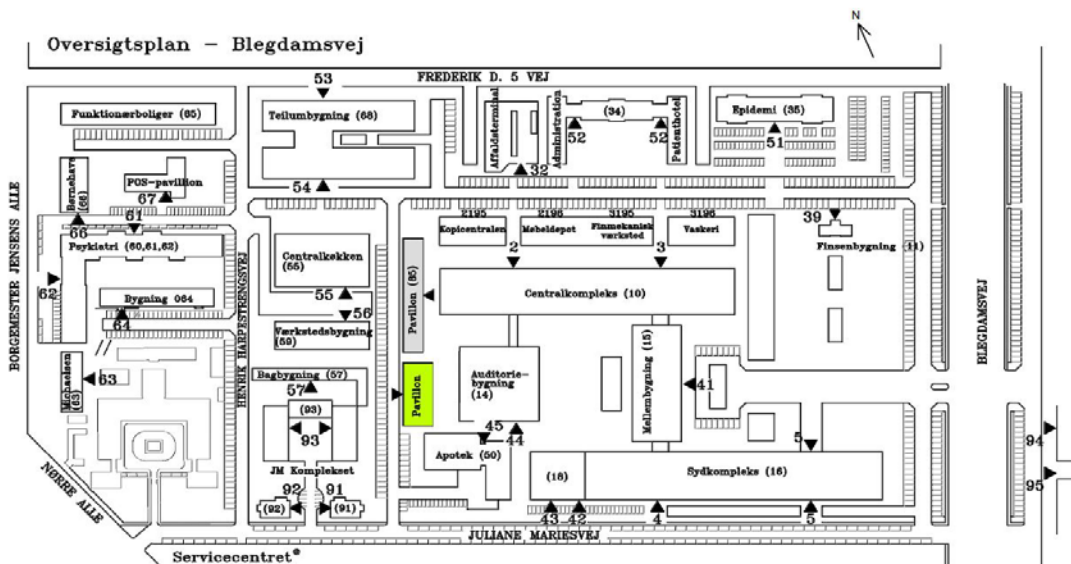 N
Oversigtsplan – Blegdamsvej
FREDERIK D. 5 VEJ
53
Funktionærboliger (65)
Teilumbygning (68)
Affaldsterminal
Administration
(34)
Patienthotel
Epidemi (35)
52
52
51
32
BORGEMESTER JENSENS ALLE
Børnehave
(66)
POS-pavillion
67
54
66
61
2195
2196
3195
3196
39
Kopicentralen
Møbeldepot
Finmekanisk
værksted
Vaskeri
Finsenbygning (11)
Psykiatri (60,61,62)
Centralkøkken
(55)
2
3
62
Bygning 064
64
HENRIK HARPESTRENGSVEJ
55
56
Pavillon (85)
Centralkompleks (10)
BLEGDAMSVEJ
Værkstedsbygning
(59)
Mellembygning (15)
Michaelsen
(63)
63
Bagbygning (57)
57
Pavillon
Auditorie-
bygning
(14)
41
(93)
93
45
44
5
94
JM Komplekset
Apotek (50)
(18)
Sydkompleks (16)
95
NØRRE ALLE
92
91
(92)
(91)
43
42
4
5
JULIANE MARIESVEJ
Servicecentret®